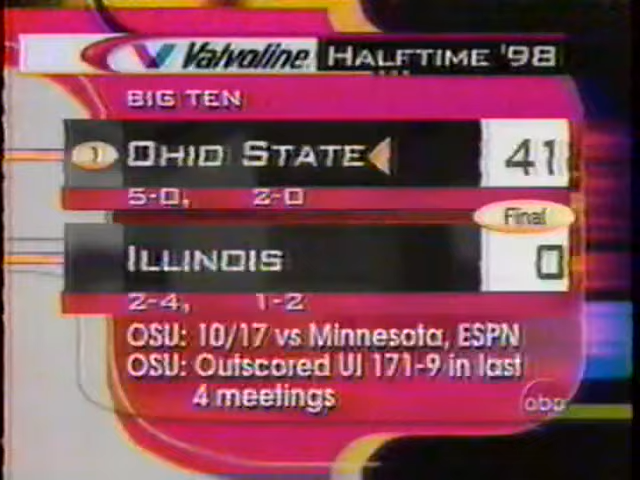 Valvoline HALFTIME '98
BIG TEN
1 OHIO STATE 41
5-0, 2-0
Final
ILLINOIS 0
2-4, 1-2
OSU: 10/17 vs Minnesota, ESPN
OSU: Outscored UI 171-9 in last
4 meetings
abc